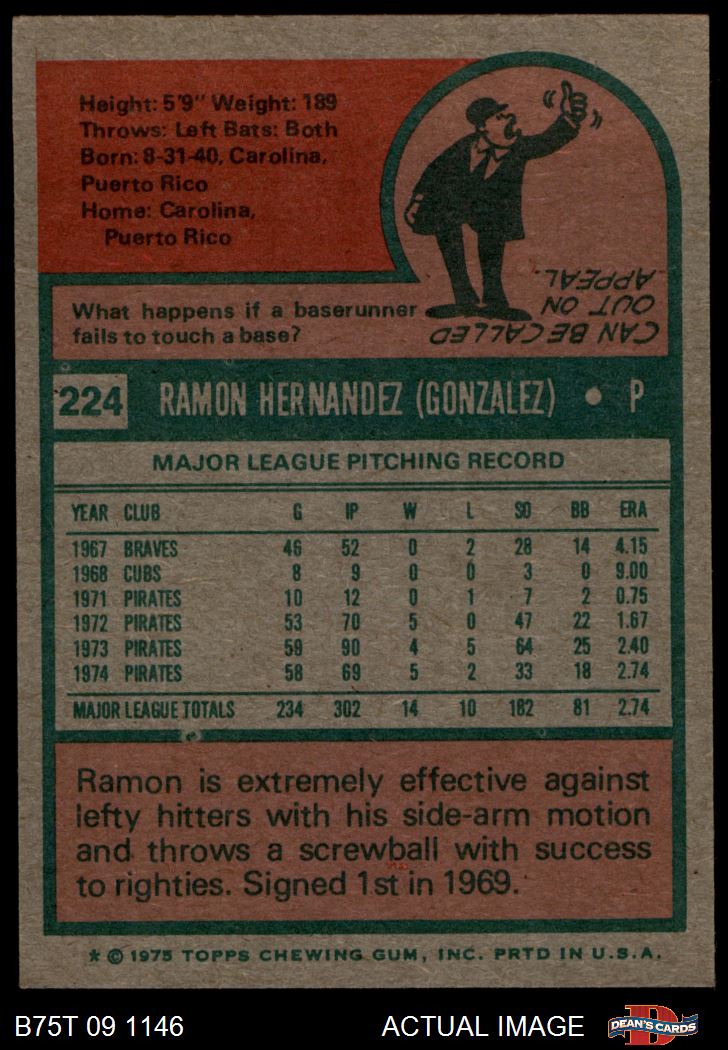 Height: 5'9" Weight: 189
Throws: Left Bats: Both
Born: 8-31-40, Carolina,
Puerto Rico
Home: Carolina,
Puerto Rico
What happens if a baserunner
fails to touch a base?
CAN BE CALLED
OUT ON
APPEAL.
224 RAMON HERNANDEZ (GONZALEZ) • P
MAJOR LEAGUE PITCHING RECORD
YEAR CLUB G IP W L SO BB ERA
1967 BRAVES 46 52 0 2 28 14 4.15
1968 CUBS 8 9 0 0 3 0 9.00
1971 PIRATES 10 12 0 1 7 2 0.75
1972 PIRATES 53 70 5 0 47 22 1.67
1973 PIRATES 59 90 4 5 64 25 2.40
1974 PIRATES 58 69 5 2 33 18 2.74
MAJOR LEAGUE TOTALS 234 302 14 10 182 81 2.74
Ramon is extremely effective against
lefty hitters with his side-arm motion
and throws a screwball with success
to righties. Signed 1st in 1969.
* © 1975 TOPPS CHEWING GUM, INC. PRTD IN U.S.A.
B75T 09 1146 ACTUAL IMAGE
D
DEAN'S CARDS